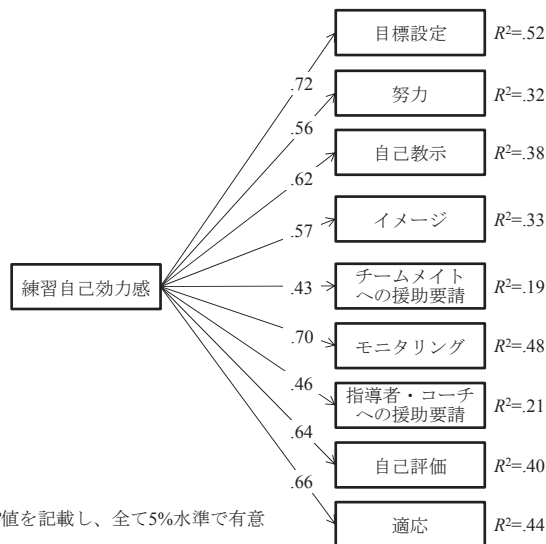 目標設定
R²=.52
.72
努力
R²=.32
.56
自己教示
R²=.38
.62
イメージ
R²=.33
.57
練習自己効力感
.43
チームメイト
への援助要請
R²=.19
.70
モニタリング
R²=.48
.46
指導者・コーチ
への援助要請
R²=.21
.64
自己評価
R²=.40
.66
適応
R²=.44
値を記載し、全て5%水準で有意